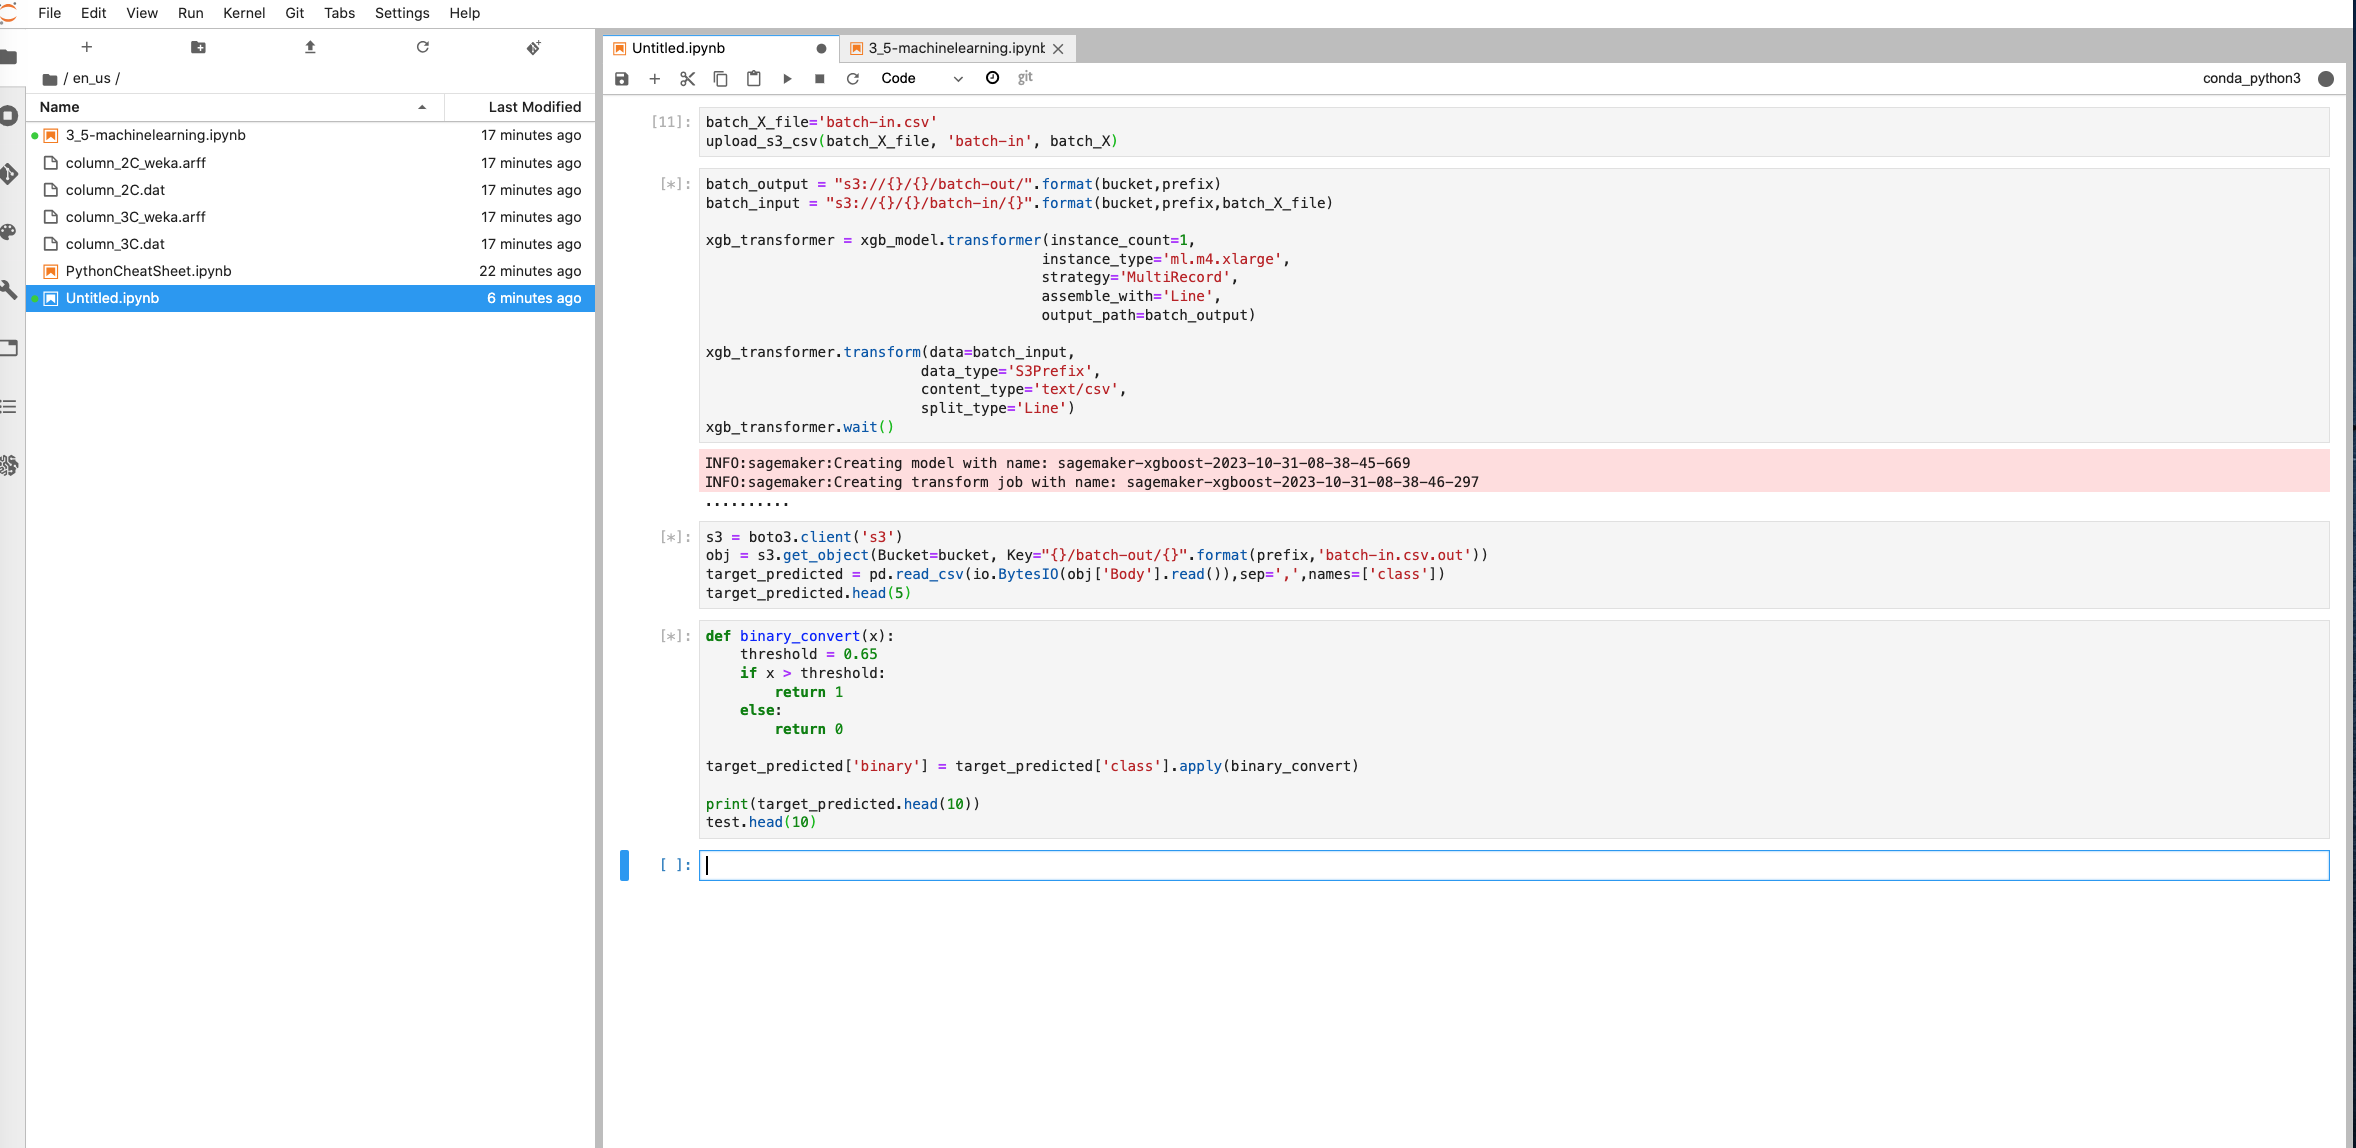 File Edit View Run Kernel Git Tabs Settings Help
/ en_us /
Name Last Modified
3_5-machinelearning.ipynb 17 minutes ago
column_2C_weka.arff 17 minutes ago
column_2C.dat 17 minutes ago
column_3C_weka.arff 17 minutes ago
column_3C.dat 17 minutes ago
PythonCheatSheet.ipynb 22 minutes ago
Untitled.ipynb 6 minutes ago
Untitled.ipynb 3_5-machinelearning.ipynb
Code git conda_python3
[11]: batch_X_file='batch-in.csv'
upload_s3_csv(batch_X_file, 'batch-in', batch_X)
[*]: batch_output = "s3://{}/{}/batch-out/".format(bucket,prefix)
batch_input = "s3://{}/{}/batch-in/{}".format(bucket,prefix,batch_X_file)
xgb_transformer = xgb_model.transformer(instance_count=1,
instance_type='ml.m4.xlarge',
strategy='MultiRecord',
assemble_with='Line',
output_path=batch_output)
xgb_transformer.transform(data=batch_input,
data_type='S3Prefix',
content_type='text/csv',
split_type='Line')
xgb_transformer.wait()
INFO:sagemaker:Creating model with name: sagemaker-xgboost-2023-10-31-08-38-45-669
INFO:sagemaker:Creating transform job with name: sagemaker-xgboost-2023-10-31-08-38-46-297
..........
[*]: s3 = boto3.client('s3')
obj = s3.get_object(Bucket=bucket, Key="{}/batch-out/{}".format(prefix,'batch-in.csv.out'))
target_predicted = pd.read_csv(io.BytesIO(obj['Body'].read()),sep=',',names=['class'])
target_predicted.head(5)
[*]: def binary_convert(x):
threshold = 0.65
if x > threshold:
return 1
else:
return 0
target_predicted['binary'] = target_predicted['class'].apply(binary_convert)
print(target_predicted.head(10))
test.head(10)
[ ]: